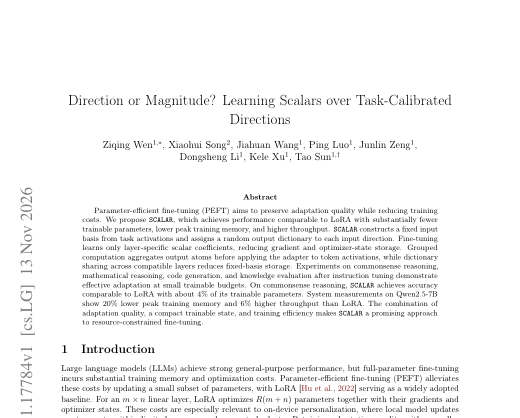 Direction or Magnitude? Learning Scalars over Task-Calibrated
Directions
Ziqing Wen¹,*, Xiaohui Song², Jiahuan Wang¹, Ping Luo¹, Junlin Zeng¹,
Dongsheng Li¹, Kele Xu¹, Tao Sun¹,†
Abstract
Parameter-efficient fine-tuning (PEFT) aims to preserve adaptation quality while reducing training
costs. We propose SCALAR, which achieves performance comparable to LoRA with substantially fewer
trainable parameters, lower peak training memory, and higher throughput. SCALAR constructs a fixed input
basis from task activations and assigns a random output dictionary to each input direction. Fine-tuning
learns only layer-specific scalar coefficients, reducing gradient and optimizer-state storage. Grouped
computation aggregates output atoms before applying the adapter to token activations, while dictionary
sharing across compatible layers reduces fixed-basis storage. Experiments on commonsense reasoning,
mathematical reasoning, code generation, and knowledge evaluation after instruction tuning demonstrate
effective adaptation at small trainable budgets. On commonsense reasoning, SCALAR achieves accuracy
comparable to LoRA with about 4% of its trainable parameters. System measurements on Qwen2.5-7B
show 20% lower peak training memory and 6% higher throughput than LoRA. The combination of
adaptation quality, a compact trainable state, and training efficiency makes SCALAR a promising approach
to resource-constrained fine-tuning.
1 Introduction
Large language models (LLMs) achieve strong general-purpose performance, but full-parameter fine-tuning
incurs substantial training memory and optimization costs. Parameter-efficient fine-tuning (PEFT) alleviates
these costs by updating a small subset of parameters, with LoRA [Hu et al., 2022] serving as a widely adopted
baseline. For an m × n linear layer, LoRA optimizes R(m + n) parameters together with their gradients and
optimizer states. These costs are especially relevant to on-device personalization, where local model updates
1.17784v1 [cs.LG] 13 Nov 2026